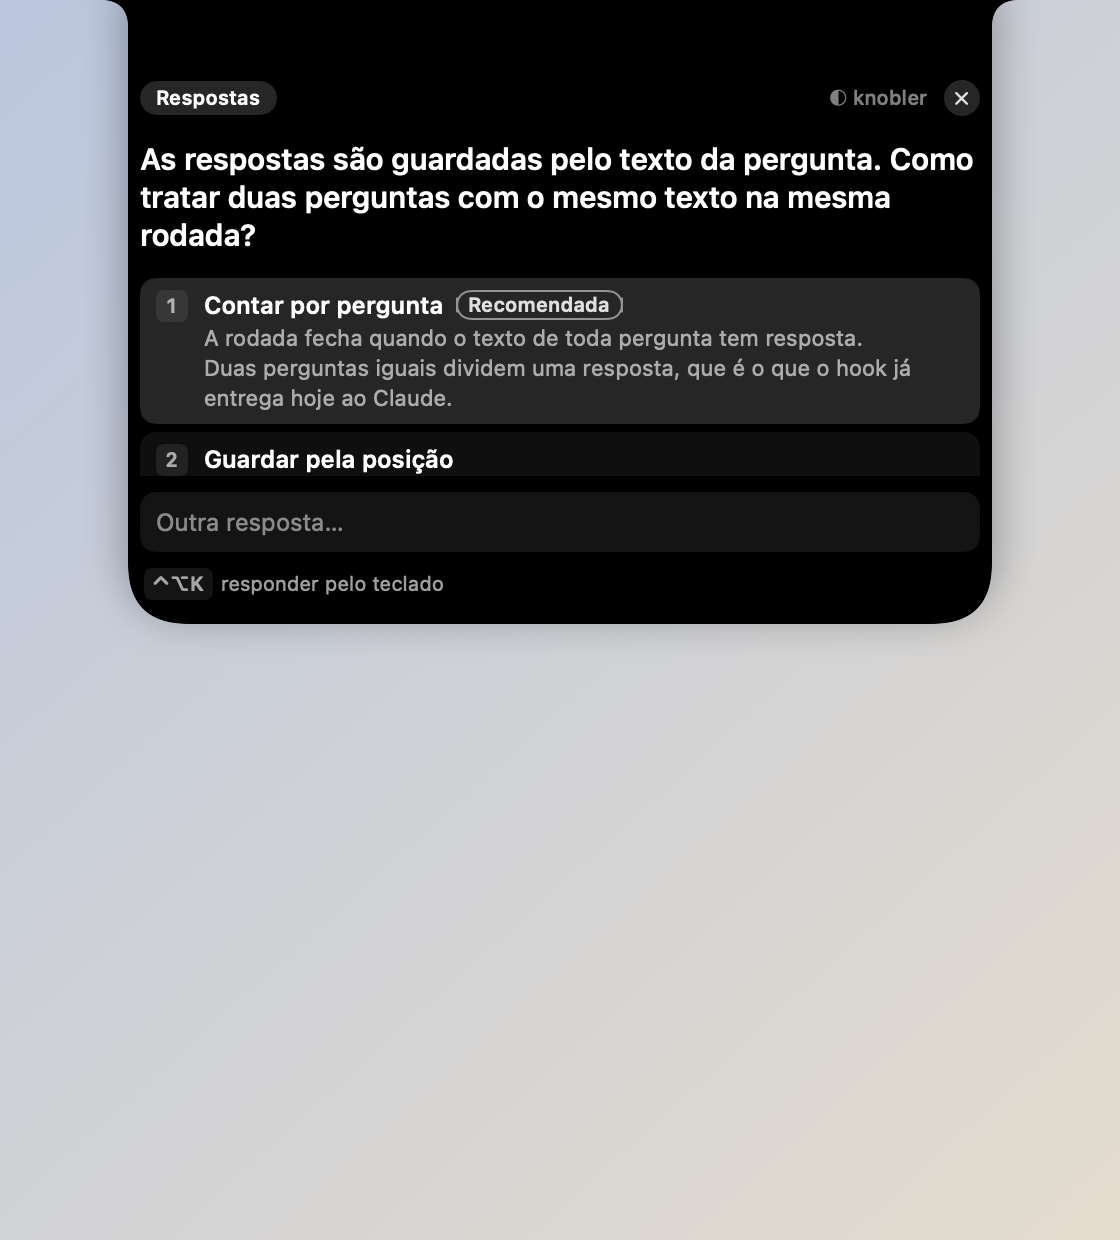 Respostas
knobler
As respostas são guardadas pelo texto da pergunta. Como
tratar duas perguntas com o mesmo texto na mesma
rodada?
1 Contar por pergunta Recomendada
A rodada fecha quando o texto de toda pergunta tem resposta.
Duas perguntas iguais dividem uma resposta, que é o que o hook já
entrega hoje ao Claude.
2 Guardar pela posição
Outra resposta...
⌃⌥K responder pelo teclado